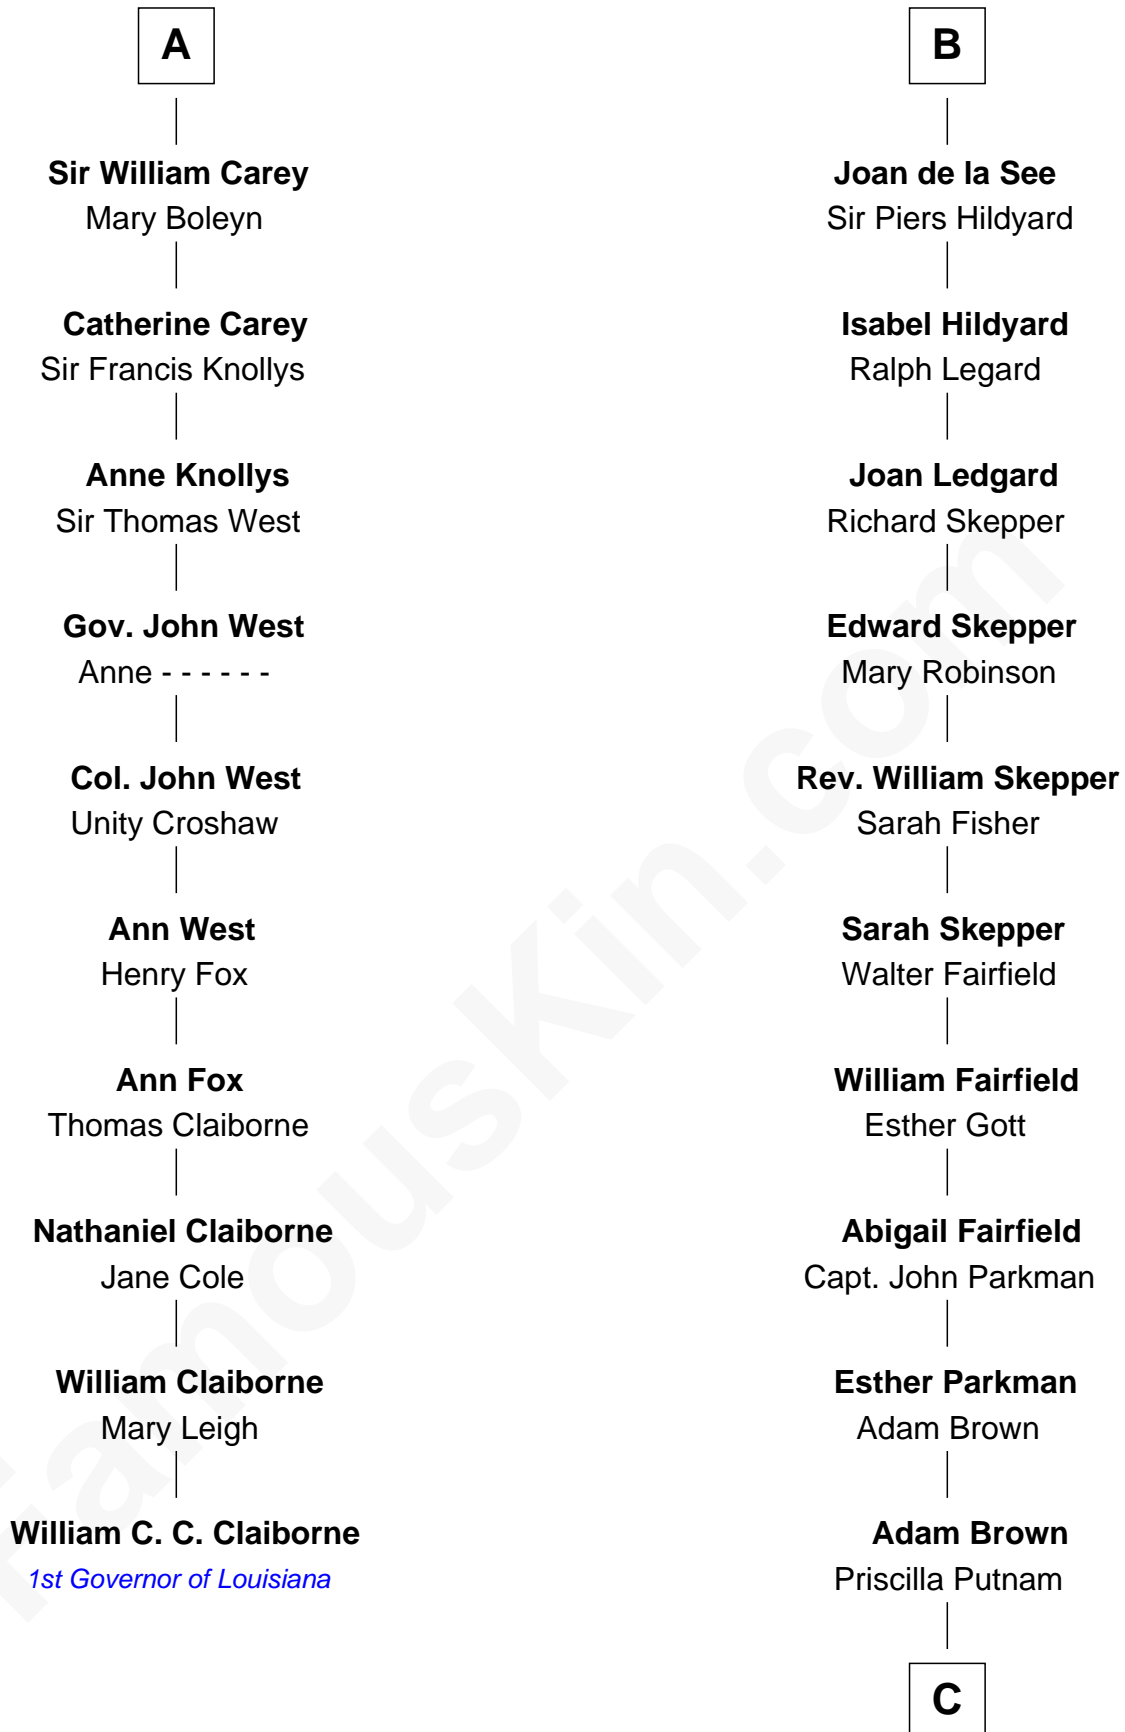 A
Sir William Carey
Mary Boleyn
Catherine Carey
Sir Francis Knollys
Anne Knollys
Sir Thomas West
Gov. John West
Anne - - - - - -
Col. John West
Unity Croshaw
Ann West
Henry Fox
Ann Fox
Thomas Claiborne
Nathaniel Claiborne
Jane Cole
William Claiborne
Mary Leigh
William C. C. Claiborne
1st Governor of Louisiana
B
Joan de la See
Sir Piers Hildyard
Isabel Hildyard
Ralph Legard
Joan Ledgard
Richard Skepper
Edward Skepper
Mary Robinson
Rev. William Skepper
Sarah Fisher
Sarah Skepper
Walter Fairfield
William Fairfield
Esther Gott
Abigail Fairfield
Capt. John Parkman
Esther Parkman
Adam Brown
Adam Brown
Priscilla Putnam
C
famouskin.com